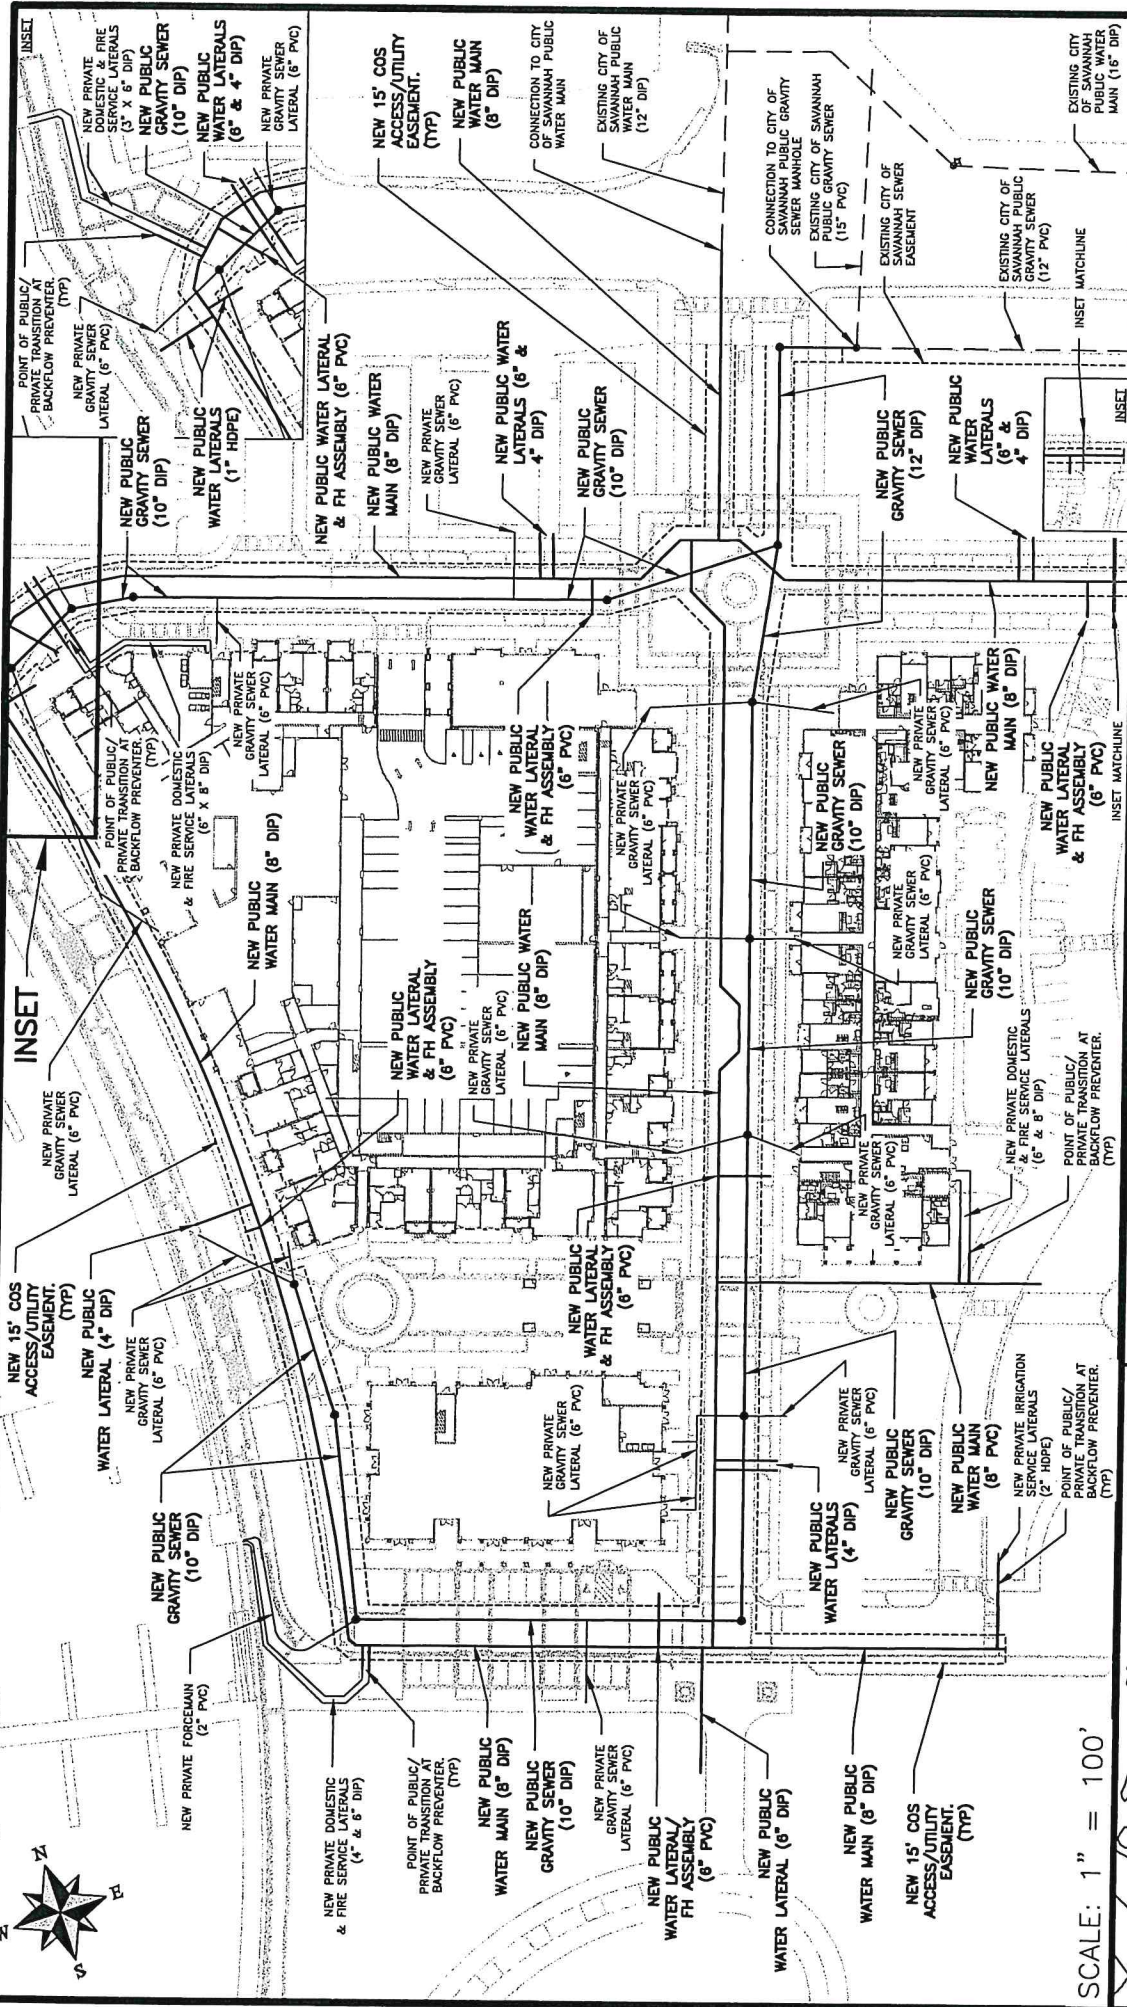 INSET
NEW PRIVATE
DOMESTIC & FIRE
SERVICE LATERALS
(3" X 6" DIP)
NEW PUBLIC
GRAVITY SEWER
(10" DIP)
NEW PUBLIC
WATER LATERALS
(6" & 4" DIP)
NEW PRIVATE
GRAVITY SEWER
LATERAL (6" PVC)
POINT OF PUBLIC/
PRIVATE TRANSITION AT
BACKFLOW PREVENTER.
(TYP)
NEW PRIVATE
GRAVITY SEWER
LATERAL (6" PVC)
NEW PUBLIC
GRAVITY SEWER
(10" DIP)
NEW PUBLIC
WATER LATERALS
(1" HDPE)
NEW PUBLIC WATER LATERAL
& FH ASSEMBLY (6" PVC)
NEW PUBLIC WATER
MAIN (8" DIP)
NEW PRIVATE
GRAVITY SEWER
LATERAL (6" PVC)
NEW PUBLIC WATER
LATERALS (6" &
4" DIP)
NEW PUBLIC
GRAVITY SEWER
(10" DIP)
NEW 15' COS
ACCESS/UTILITY
EASEMENT.
(TYP)
NEW PUBLIC
WATER MAIN
(8" DIP)
CONNECTION TO CITY
OF SAVANNAH PUBLIC
WATER MAIN
EXISTING CITY OF
SAVANNAH PUBLIC
WATER MAIN
(12" DIP)
CONNECTION TO CITY OF
SAVANNAH PUBLIC GRAVITY
SEWER MANHOLE
EXISTING CITY OF SAVANNAH
PUBLIC GRAVITY SEWER
(15" PVC)
EXISTING CITY OF
SAVANNAH SEWER
EASEMENT
EXISTING CITY OF
SAVANNAH PUBLIC
GRAVITY SEWER
(12" PVC)
EXISTING CITY
OF SAVANNAH
PUBLIC WATER
MAIN (16" DIP)
INSET MATCHLINE
INSET
NEW PUBLIC
GRAVITY SEWER
(12" DIP)
NEW PUBLIC
WATER
LATERALS
(6" &
4" DIP)
INSET
POINT OF PUBLIC/
PRIVATE TRANSITION AT
BACKFLOW PREVENTER.
(TYP)
NEW PRIVATE DOMESTIC
& FIRE SERVICE LATERALS
(6" X 8" DIP)
NEW PRIVATE
GRAVITY SEWER
LATERAL (6" PVC)
NEW PUBLIC
WATER MAIN (8" DIP)
NEW PUBLIC
WATER LATERAL
& FH ASSEMBLY
(6" PVC)
NEW PRIVATE
GRAVITY SEWER
LATERAL (6" PVC)
NEW PUBLIC
GRAVITY SEWER
(10" DIP)
NEW PRIVATE
GRAVITY SEWER
LATERAL (6" PVC)
NEW PUBLIC WATER
MAIN (8" DIP)
NEW PUBLIC
WATER LATERAL
& FH ASSEMBLY
(6" PVC)
INSET MATCHLINE
NEW PRIVATE
GRAVITY SEWER
LATERAL (6" PVC)
NEW PUBLIC
WATER LATERAL
& FH ASSEMBLY
(6" PVC)
NEW PRIVATE
GRAVITY SEWER
LATERAL (6" PVC)
NEW PUBLIC WATER
MAIN (8" DIP)
NEW PRIVATE
GRAVITY SEWER
LATERAL (6" PVC)
NEW PUBLIC
GRAVITY SEWER
(10" DIP)
NEW PRIVATE DOMESTIC
& FIRE SERVICE LATERALS
(6" & 8" DIP)
POINT OF PUBLIC/
PRIVATE TRANSITION AT
BACKFLOW PREVENTER.
(TYP)
NEW 15' COS
ACCESS/UTILITY
EASEMENT.
(TYP)
NEW PUBLIC
WATER LATERAL (4" DIP)
NEW PRIVATE
GRAVITY SEWER
LATERAL (6" PVC)
NEW PUBLIC
GRAVITY SEWER
(10" DIP)
NEW PUBLIC
WATER LATERAL
& FH ASSEMBLY
(6" PVC)
NEW PRIVATE
GRAVITY SEWER
LATERAL (6" PVC)
NEW PRIVATE
GRAVITY SEWER
LATERAL (6" PVC)
NEW PRIVATE
GRAVITY SEWER
LATERAL (6" PVC)
NEW PUBLIC
WATER LATERALS
(4" DIP)
NEW PUBLIC
GRAVITY SEWER
(10" DIP)
NEW PUBLIC
WATER MAIN
(8" PVC)
NEW PRIVATE IRRIGATION
SERVICE LATERALS
(2" HDPE)
POINT OF PUBLIC/
PRIVATE TRANSITION AT
BACKFLOW PREVENTER.
(TYP)
N
E
S
NEW PRIVATE FORCEMAIN
(2" PVC)
NEW PRIVATE DOMESTIC
& FIRE SERVICE LATERALS
(4" & 6" DIP)
POINT OF PUBLIC/
PRIVATE TRANSITION AT
BACKFLOW PREVENTER.
(TYP)
NEW PUBLIC
WATER MAIN (8" DIP)
NEW PUBLIC
GRAVITY SEWER
(10" DIP)
NEW PRIVATE
GRAVITY SEWER
LATERAL (6" PVC)
NEW PUBLIC
WATER LATERAL/
FH ASSEMBLY
(6" PVC)
NEW PUBLIC
WATER LATERAL (6" DIP)
NEW PUBLIC
WATER MAIN (8" DIP)
NEW 15' COS
ACCESS/UTILITY
EASEMENT.
(TYP)
SCALE: 1" = 100'